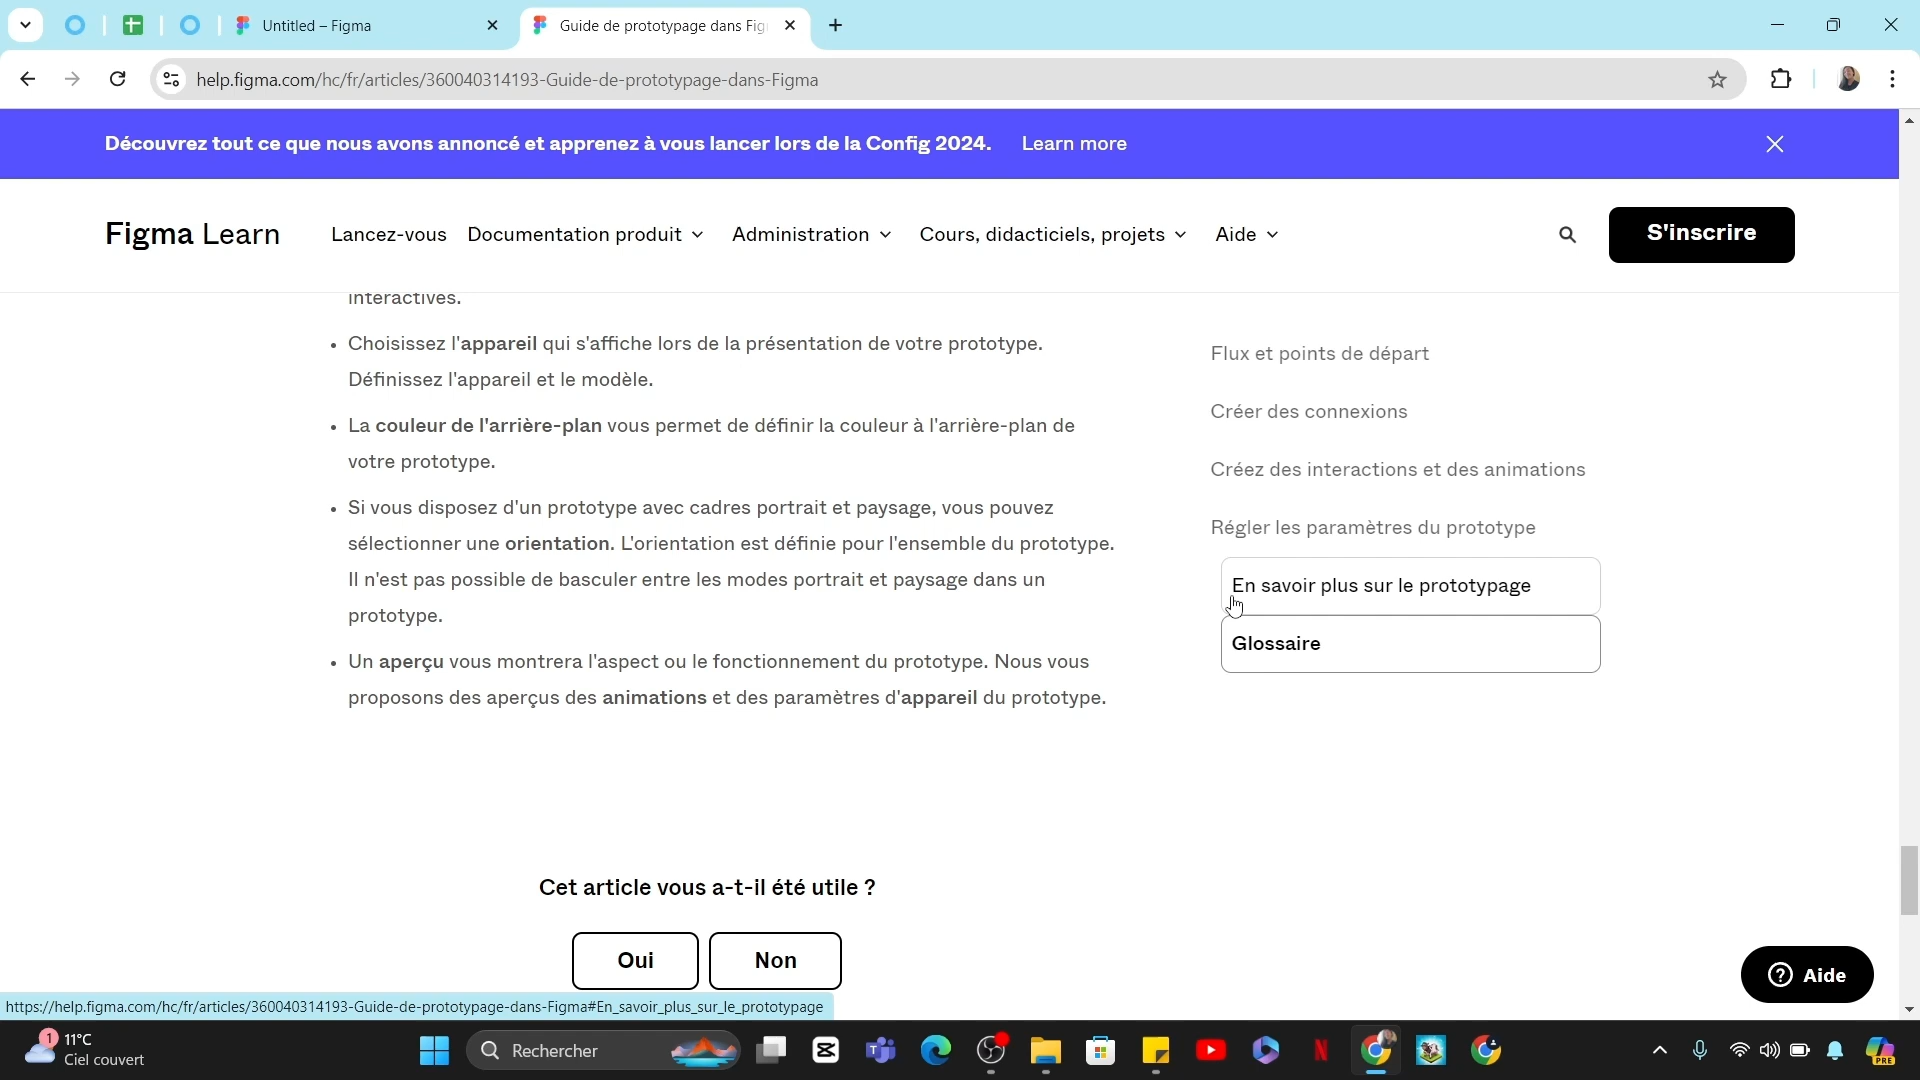 Untitled – Figma
Guide de prototypage dans Fig
help.figma.com/hc/fr/articles/360040314193-Guide-de-prototypage-dans-Figma
Découvrez tout ce que nous avons annoncé et apprenez à vous lancer lors de la Config 2024. Learn more
Figma Learn
Lancez-vous Documentation produit Administration Cours, didacticiels, projets Aide
S'inscrire
interactives.
• Choisissez l'appareil qui s'affiche lors de la présentation de votre prototype.
Définissez l'appareil et le modèle.
• La couleur de l'arrière-plan vous permet de définir la couleur à l'arrière-plan de
votre prototype.
• Si vous disposez d'un prototype avec cadres portrait et paysage, vous pouvez
sélectionner une orientation. L'orientation est définie pour l'ensemble du prototype.
Il n'est pas possible de basculer entre les modes portrait et paysage dans un
prototype.
• Un aperçu vous montrera l'aspect ou le fonctionnement du prototype. Nous vous
proposons des aperçus des animations et des paramètres d'appareil du prototype.
Flux et points de départ
Créer des connexions
Créez des interactions et des animations
Régler les paramètres du prototype
En savoir plus sur le prototypage
Glossaire
Cet article vous a-t-il été utile ?
Oui
Non
Aide
https://help.figma.com/hc/fr/articles/360040314193-Guide-de-prototypage-dans-Figma#En_savoir_plus_sur_le_prototypage
1
11°C
Ciel couvert
Rechercher
PRE